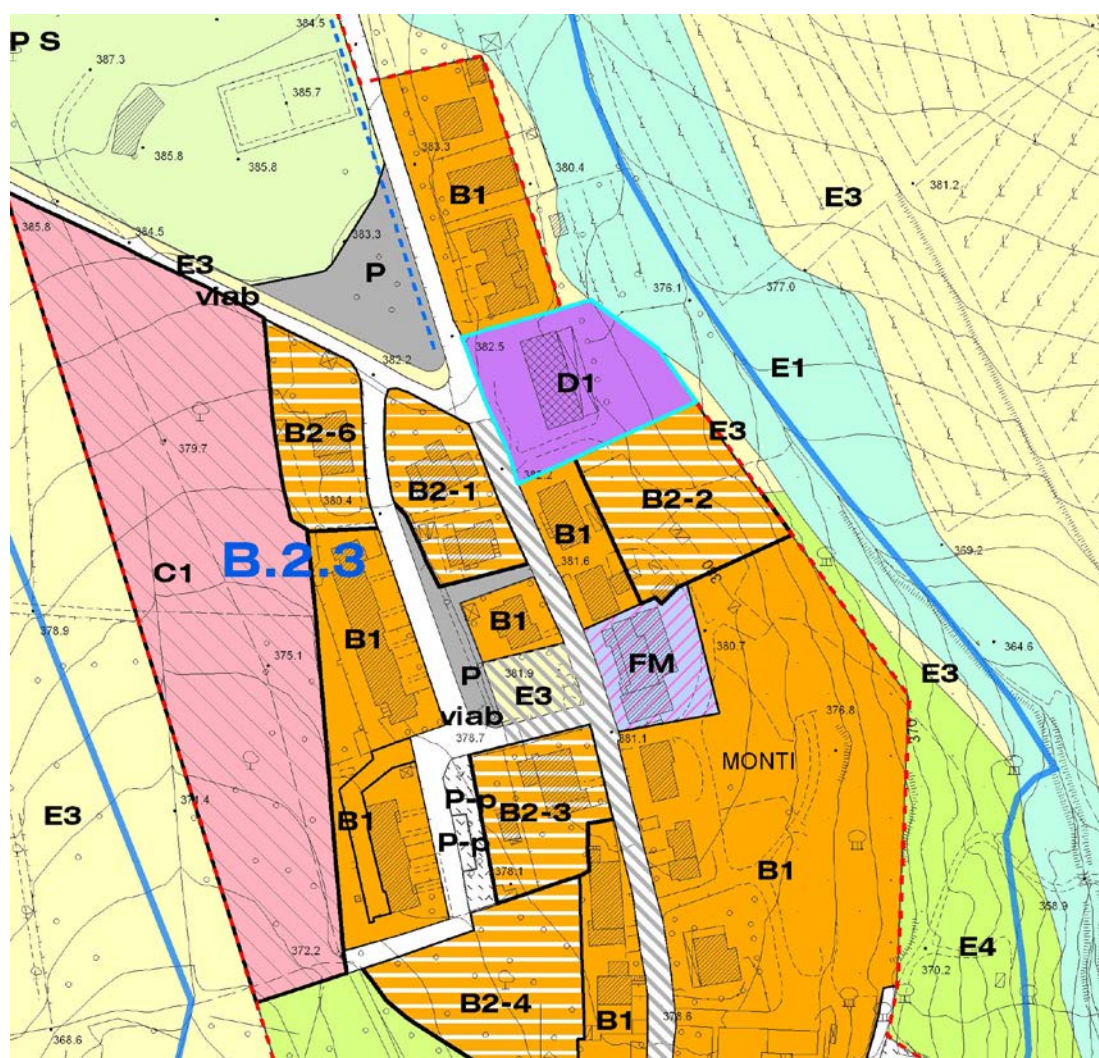 384.5
P S
387.3
385.7
385.8
385.8
383.3
B1
380.4
E3
381.2
385.8
384.5
383.3
E3
viab
P
376.1
377.0
382.5
382.2
D1
E1
379.7
B2-6
E3
380.4
B2-1
382.2
B2-2
B1
369.2
C1
B.2.3
381.6
378.9
B1
B1
380.7
364.6
375.1
P
381.9
E3
FM
E3
viab
378.7
376.8
370
381.1
MONTI
371.4
E3
P-p
B2-3
B1
P-p
B1
378.1
358.9
372.2
E4
370.2
B2-4
378.6
B1
368.6